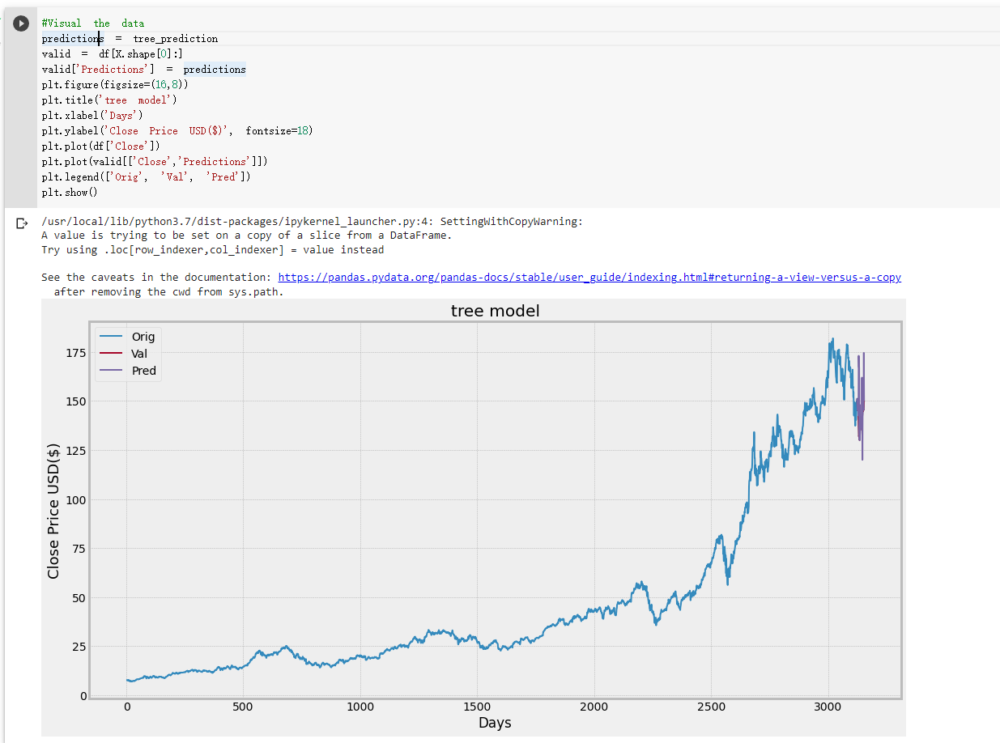 #Visual the data
predictions = tree_prediction
valid = df[X.shape[0]:]
valid['Predictions'] = predictions
plt.figure(figsize=(16,8))
plt.title('tree model')
plt.xlabel('Days')
plt.ylabel('Close Price USD($)', fontsize=18)
plt.plot(df['Close'])
plt.plot(valid[['Close','Predictions']])
plt.legend(['Orig', 'Val', 'Pred'])
plt.show()
/usr/local/lib/python3.7/dist-packages/ipykernel_launcher.py:4: SettingWithCopyWarning:
A value is trying to be set on a copy of a slice from a DataFrame.
Try using .loc[row_indexer,col_indexer] = value instead
See the caveats in the documentation: https://pandas.pydata.org/pandas-docs/stable/user_guide/indexing.html#returning-a-view-versus-a-copy
after removing the cwd from sys.path.
tree model
Orig
Val
Pred
Close Price USD($)
175
150
125
100
75
50
25
0
0 500 1000 1500 2000 2500 3000
Days